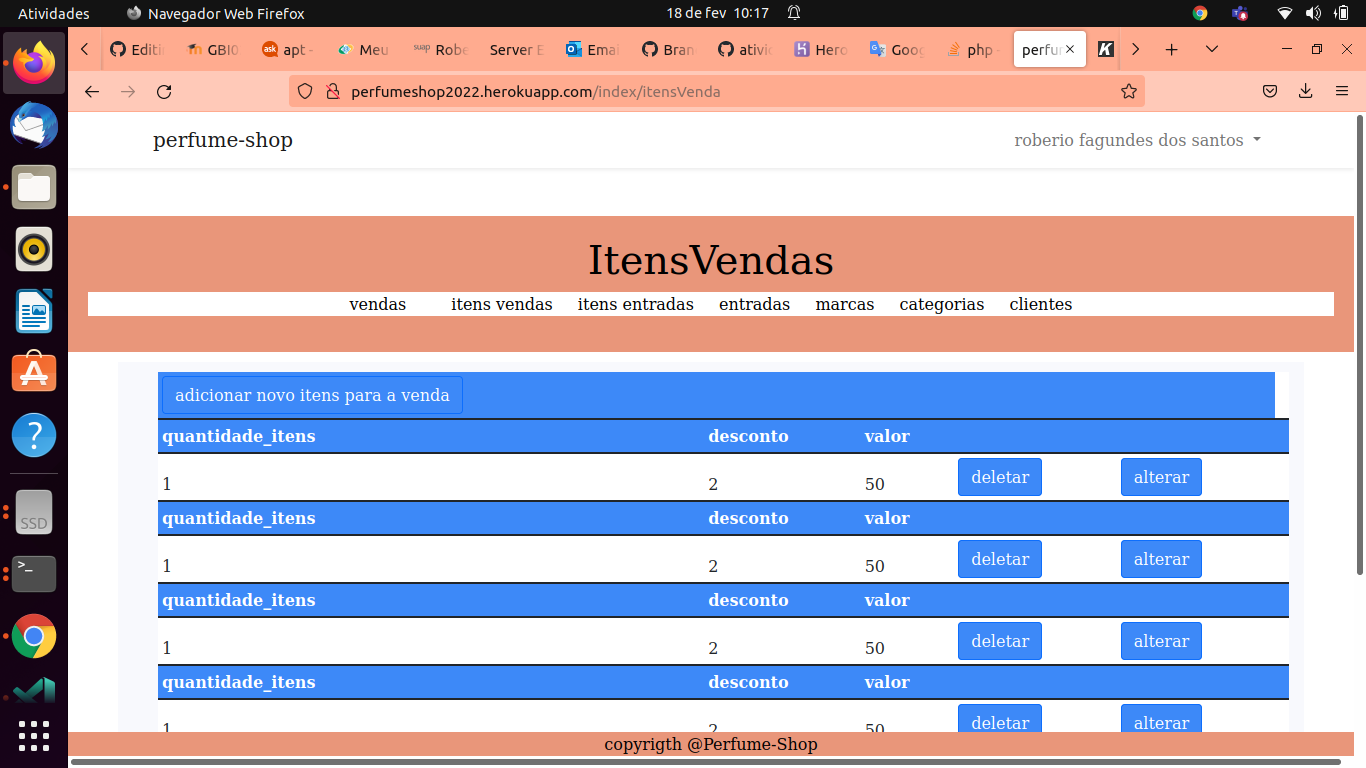 Atividades Navegador Web Firefox 18 de fev 10:17
Editi GBI0 apt - Meu suap Robe Server E Emai Bran ativid Hero Goog php - perfur
perfumeshop2022.herokuapp.com/index/itensVenda
perfume-shop roberio fagundes dos santos
ItensVendas
vendas itens vendas itens entradas entradas marcas categorias clientes
adicionar novo itens para a venda
quantidade_itens desconto valor
1 2 50 deletar alterar
quantidade_itens desconto valor
1 2 50 deletar alterar
quantidade_itens desconto valor
1 2 50 deletar alterar
quantidade_itens desconto valor
1 2 50 deletar alterar
copyrigth @Perfume-Shop
SSD